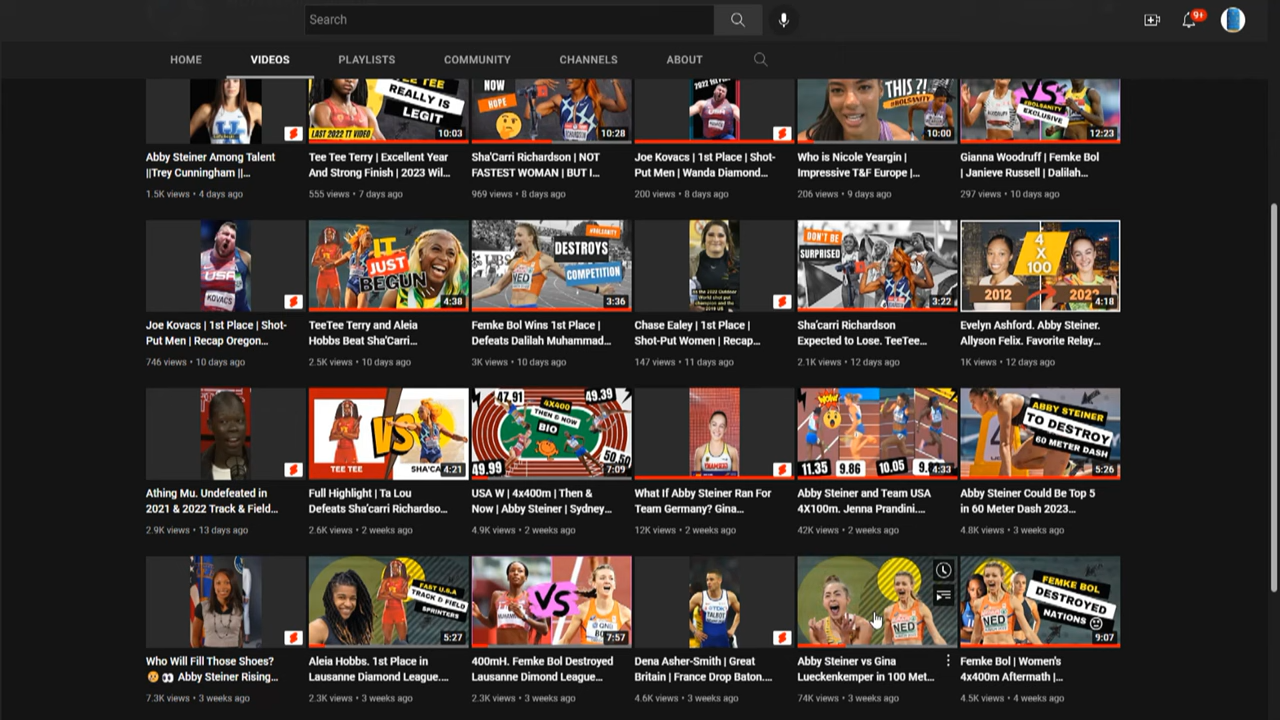 Search
9+
HOME
VIDEOS
PLAYLISTS
COMMUNITY
CHANNELS
ABOUT
TEE TEE
REALLY IS
LEGIT
LAST 2022 TT VIDEO
10:03
NOW
HOPE
10:28
THIS ?!
#BOLSANITY
10:00
VS
#BOLSANITY
EXCLUSIVE
12:23
Abby Steiner Among Talent
||Trey Cunningham ||...
1.5K views • 4 days ago
Tee Tee Terry | Excellent Year
And Strong Finish | 2023 Wil...
555 views • 7 days ago
Sha'Carri Richardson | NOT
FASTEST WOMAN | BUT I...
969 views • 8 days ago
Joe Kovacs | 1st Place | Shot-
Put Men | Wanda Diamond...
200 views • 8 days ago
Who is Nicole Yeargin |
Impressive T&F Europe |...
206 views • 9 days ago
Gianna Woodruff | Femke Bol
| Janieve Russell | Dalilah...
297 views • 10 days ago
USA
KOVACS
IT
JUST
BEGUN
4:38
#BOLSANITY
DESTROYS
COMPETITION
NED
3:36
DON'T BE
SURPRISED
3:22
4
X
100
2012
2022
4:18
Joe Kovacs | 1st Place | Shot-
Put Men | Recap Oregon...
746 views • 10 days ago
TeeTee Terry and Aleia
Hobbs Beat Sha'Carri...
2.5K views • 10 days ago
Femke Bol Wins 1st Place |
Defeats Dalilah Muhammad...
3K views • 10 days ago
Chase Ealey | 1st Place |
Shot-Put Women | Recap...
147 views • 11 days ago
Sha'carri Richardson
Expected to Lose. TeeTee...
2.1K views • 12 days ago
Evelyn Ashford. Abby Steiner.
Allyson Felix. Favorite Relay...
1K views • 12 days ago
VS
TEE TEE
SHA'CA
4:21
47.91
49.39
4X400
THEN & NOW
BIO
49.99
50.50
7:09
WOW!
11.35
9.86
10.05
9.
4:33
ABBY STEINER
TO DESTROY
60 METER DASH
5:26
Athing Mu. Undefeated in
2021 & 2022 Track & Field...
2.9K views • 13 days ago
Full Highlight | Ta Lou
Defeats Sha'carri Richardso...
2.6K views • 2 weeks ago
USA W | 4x400m | Then &
Now | Abby Steiner | Sydney...
4.9K views • 2 weeks ago
What If Abby Steiner Ran For
Team Germany? Gina...
12K views • 2 weeks ago
Abby Steiner and Team USA
4X100m. Jenna Prandini....
42K views • 2 weeks ago
Abby Steiner Could Be Top 5
in 60 Meter Dash 2023...
4.8K views • 3 weeks ago
FAST U.S.A
TRACK & FIELD
SPRINTERS
5:27
VS
7:57
TALBOT
NED
FEMKE BOL
DESTROYED
NATIONS
9:07
Who Will Fill Those Shoes?
Abby Steiner Rising...
7.3K views • 3 weeks ago
Aleia Hobbs. 1st Place in
Lausanne Diamond League....
2.3K views • 3 weeks ago
400mH. Femke Bol Destroyed
Lausanne Dimond League...
2.3K views • 3 weeks ago
Dena Asher-Smith | Great
Britain | France Drop Baton....
4.6K views • 3 weeks ago
Abby Steiner vs Gina
Lueckenkemper in 100 Met...
74K views • 3 weeks ago
Femke Bol | Women's
4x400m Aftermath |...
4.5K views • 4 weeks ago